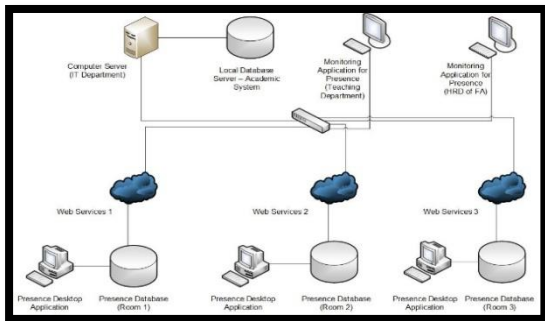 Computer Server
(IT Department)
Local Database
Server – Academic
System
Monitoring
Application for
Presence
(Teaching
Department)
Monitoring
Application for
Presence
(HRD of FA)
Web Services 1
Web Services 2
Web Services 3
Presence Desktop
Application
Presence Database
(Room 1)
Presence Desktop
Application
Presence Database
(Room 2)
Presence Desktop
Application
Presence Database
(Room 3)